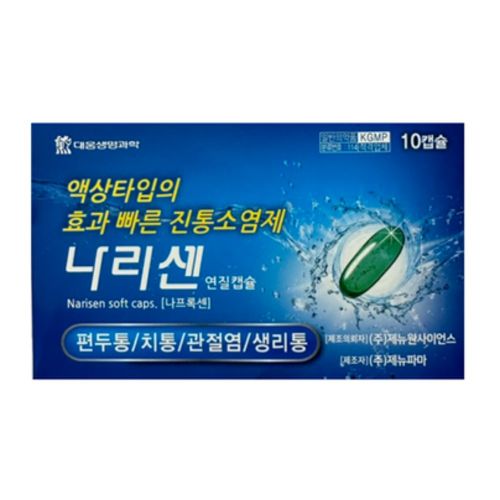 대웅생명과학
KGMP
10캡슐
액상타입의
효과 빠른 진통소염제
나리센 연질캡슐
Narisen soft caps. [나프록센]
편두통/치통/관절염/생리통
[제조의뢰자] (주)제뉴원사이언스
[제조자] (주)제뉴파마